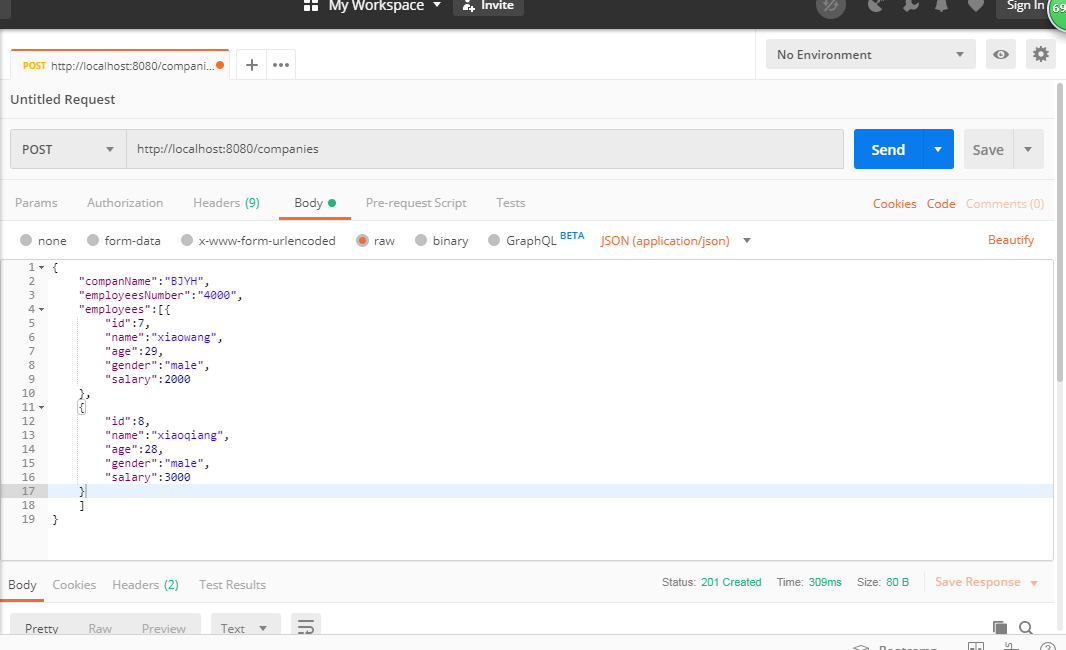 My Workspace Invite Sign In 69
POST http://localhost:8080/compani... No Environment
Untitled Request
POST http://localhost:8080/companies Send Save
Params Authorization Headers (9) Body Pre-request Script Tests Cookies Code Comments (0)
none form-data x-www-form-urlencoded raw binary GraphQL BETA JSON (application/json) Beautify
1 {
2 "companName":"BJYH",
3 "employeesNumber":"4000",
4 "employees":[{
5 "id":7,
6 "name":"xiaowang",
7 "age":29,
8 "gender":"male",
9 "salary":2000
10 },
11 {
12 "id":8,
13 "name":"xiaoqiang",
14 "age":28,
15 "gender":"male",
16 "salary":3000
17 }
18 ]
19 }
Body Cookies Headers (2) Test Results Status: 201 Created Time: 309ms Size: 80 B Save Response
Pretty Raw Preview Text
Bootcamp